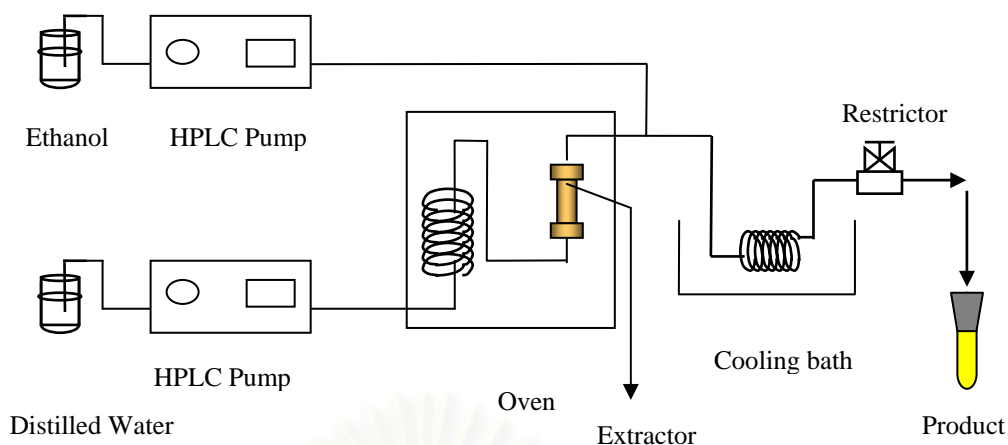 Ethanol
HPLC Pump
Restrictor
HPLC Pump
Cooling bath
Oven
Distilled Water
Extractor
Product